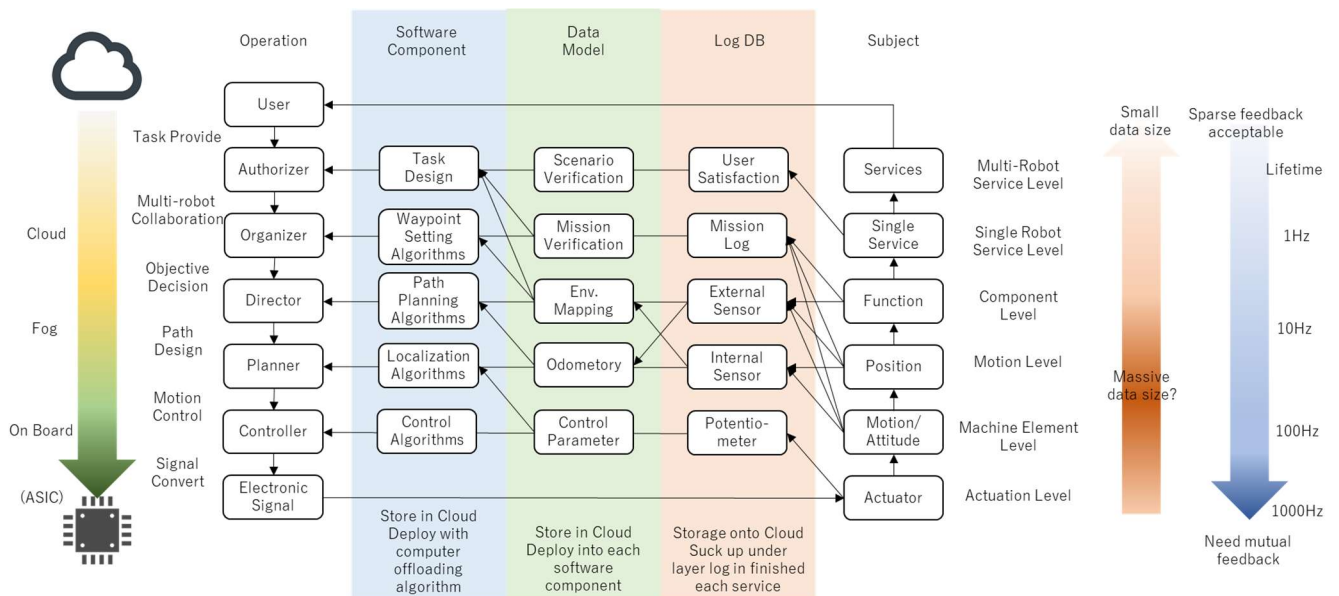 Operation
Software
Component
Data
Model
Log DB
Subject
User
Task Provide
Small
data size
Sparse feedback
acceptable
Authorizer
Task
Design
Scenario
Verification
User
Satisfaction
Services
Multi-Robot
Service Level
Lifetime
Multi-robot
Collaboration
Cloud
Organizer
Waypoint
Setting
Algorithms
Mission
Verification
Mission
Log
Single
Service
Single Robot
Service Level
1Hz
Objective
Decision
Director
Path
Planning
Algorithms
Env.
Mapping
External
Sensor
Function
Component
Level
Fog
10Hz
Path
Design
Planner
Localization
Algorithms
Odometory
Internal
Sensor
Position
Motion Level
Massive
data size?
Motion
Control
On Board
Controller
Control
Algorithms
Control
Parameter
Potentio-
meter
Motion/
Attitude
Machine Element
Level
100Hz
Signal
Convert
(ASIC)
Electronic
Signal
Actuator
Actuation Level
1000Hz
Need mutual
feedback
Store in Cloud
Deploy with
computer
offloading
algorithm
Store in Cloud
Deploy into each
software
component
Storage onto Cloud
Suck up under
layer log in finished
each service